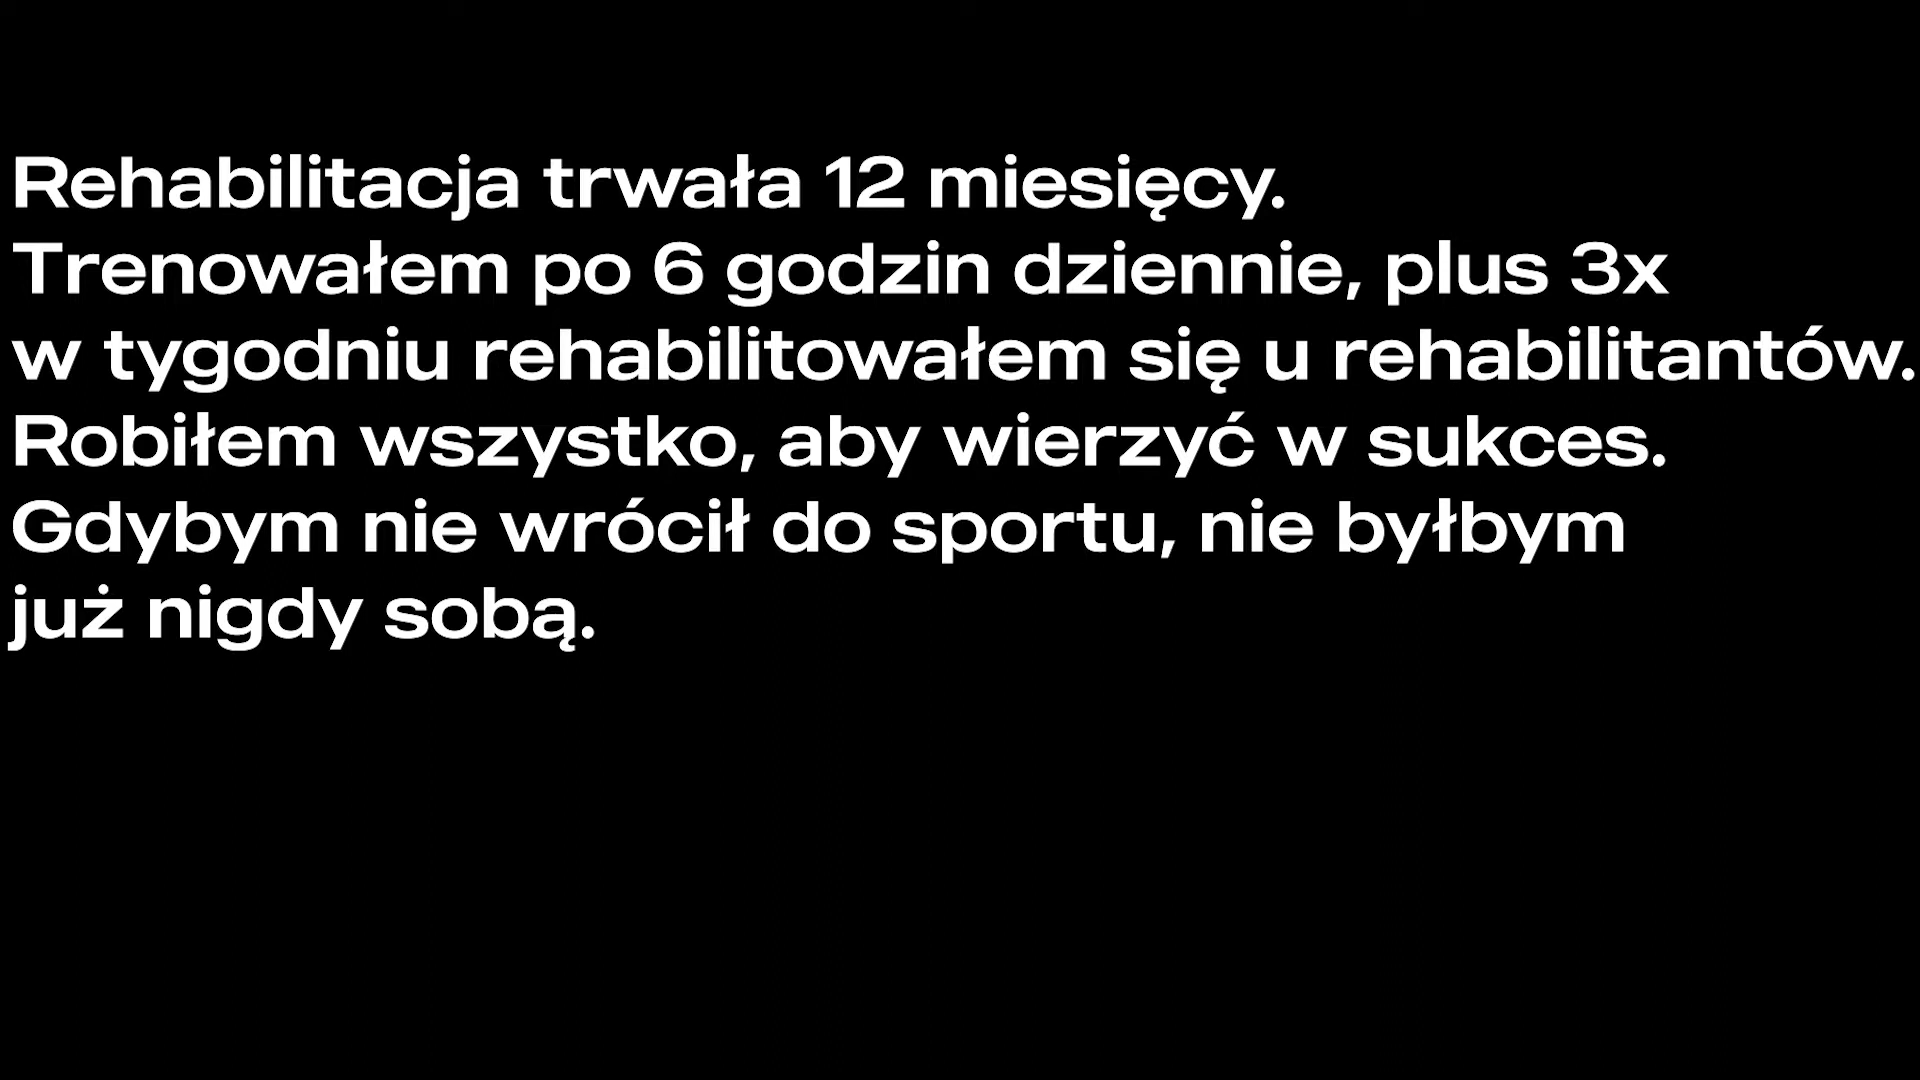 Rehabilitacja trwała 12 miesięcy.
Trenowałem po 6 godzin dziennie, plus 3x
w tygodniu rehabilitowałem się u rehabilitantów.
Robiłem wszystko, aby wierzyć w sukces.
Gdybym nie wrócił do sportu, nie byłbym
już nigdy sobą.